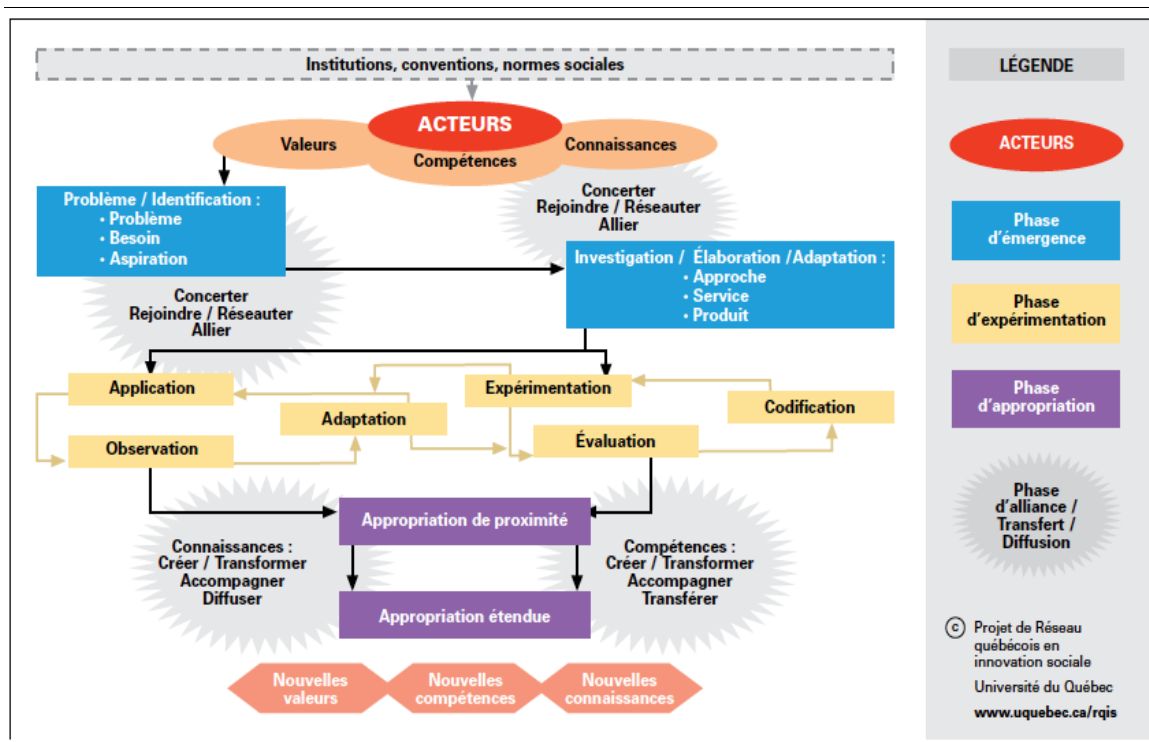 Institutions, conventions, normes sociales
ACTEURS
Valeurs
Compétences
Connaissances
Problème / Identification :
• Problème
• Besoin
• Aspiration
Concerter
Rejoindre / Réseauter
Allier
Investigation / Élaboration /Adaptation :
• Approche
• Service
• Produit
Concerter
Rejoindre / Réseauter
Allier
Application
Expérimentation
Adaptation
Codification
Observation
Évaluation
Appropriation de proximité
Connaissances :
Créer / Transformer
Accompagner
Diffuser
Compétences :
Créer / Transformer
Accompagner
Transférer
Appropriation étendue
Nouvelles
valeurs
Nouvelles
compétences
Nouvelles
connaissances
LÉGENDE
ACTEURS
Phase
d'émergence
Phase
d'expérimentation
Phase
d'appropriation
Phase
d'alliance /
Transfert /
Diffusion
© Projet de Réseau
québécois en
innovation sociale
Université du Québec
www.uquebec.ca/rqis